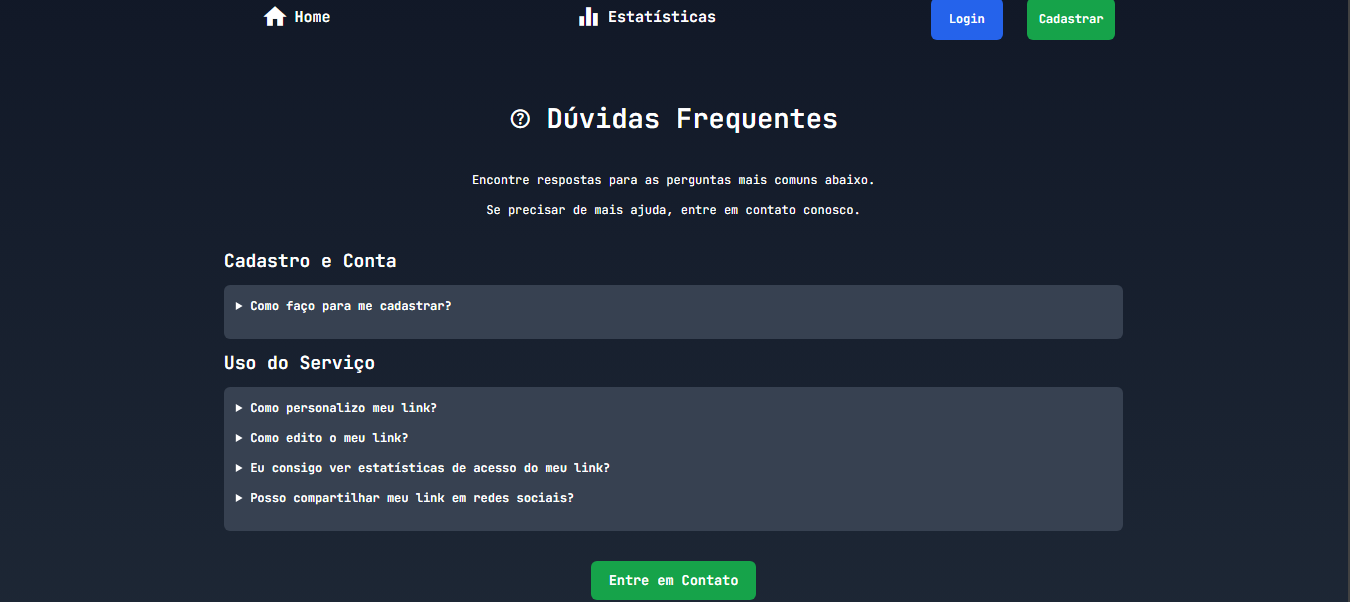 Home
Estatísticas
Login
Cadastrar
Dúvidas Frequentes
Encontre respostas para as perguntas mais comuns abaixo.
Se precisar de mais ajuda, entre em contato conosco.
Cadastro e Conta
Como faço para me cadastrar?
Uso do Serviço
Como personalizo meu link?
Como edito o meu link?
Eu consigo ver estatísticas de acesso do meu link?
Posso compartilhar meu link em redes sociais?
Entre em Contato